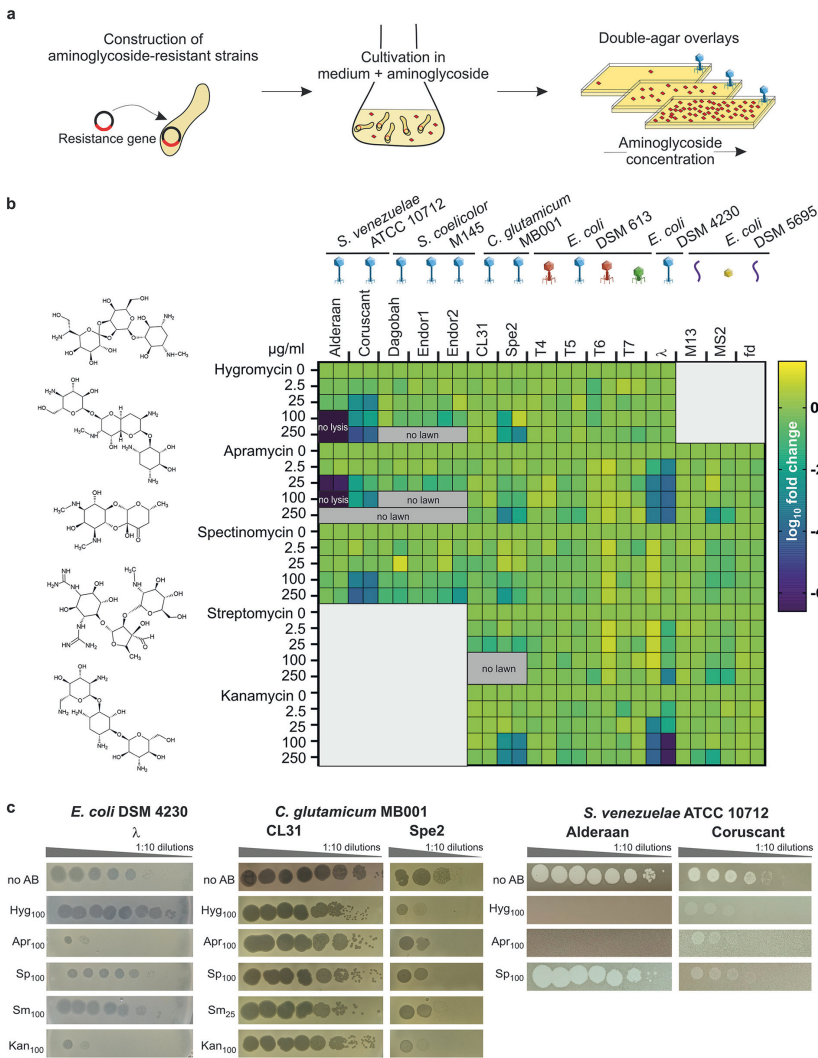 a
Construction of
aminoglycoside-resistant strains
Resistance gene
Cultivation in
medium + aminoglycoside
Double-agar overlays
Aminoglycoside
concentration
b
S. venezuelae
ATCC 10712
S. coelicolor
M145
C. glutamicum
MB001
E. coli
DSM 613
E. coli
DSM 4230
E. coli
DSM 5695
µg/ml
Alderaan
Coruscant
Dagobah
Endor1
Endor2
CL31
Spe2
T4
T5
T6
T7
λ
M13
MS2
fd
Hygromycin 0
2.5
25
100
250
no lysis
no lawn
Apramycin 0
2.5
25
100
250
no lysis
no lawn
no lawn
Spectinomycin 0
2.5
25
100
250
Streptomycin 0
2.5
25
100
250
no lawn
Kanamycin 0
2.5
25
100
250
log10 fold change
0
-2
-4
-6
c
E. coli DSM 4230
λ
1:10 dilutions
no AB
Hyg100
Apr100
Sp100
Sm100
Kan100
C. glutamicum MB001
CL31
Spe2
1:10 dilutions
no AB
Hyg100
Apr100
Sp100
Sm25
Kan100
S. venezuelae ATCC 10712
Alderaan
Coruscant
1:10 dilutions
1:10 dilutions
no AB
Hyg100
Apr100
Sp100